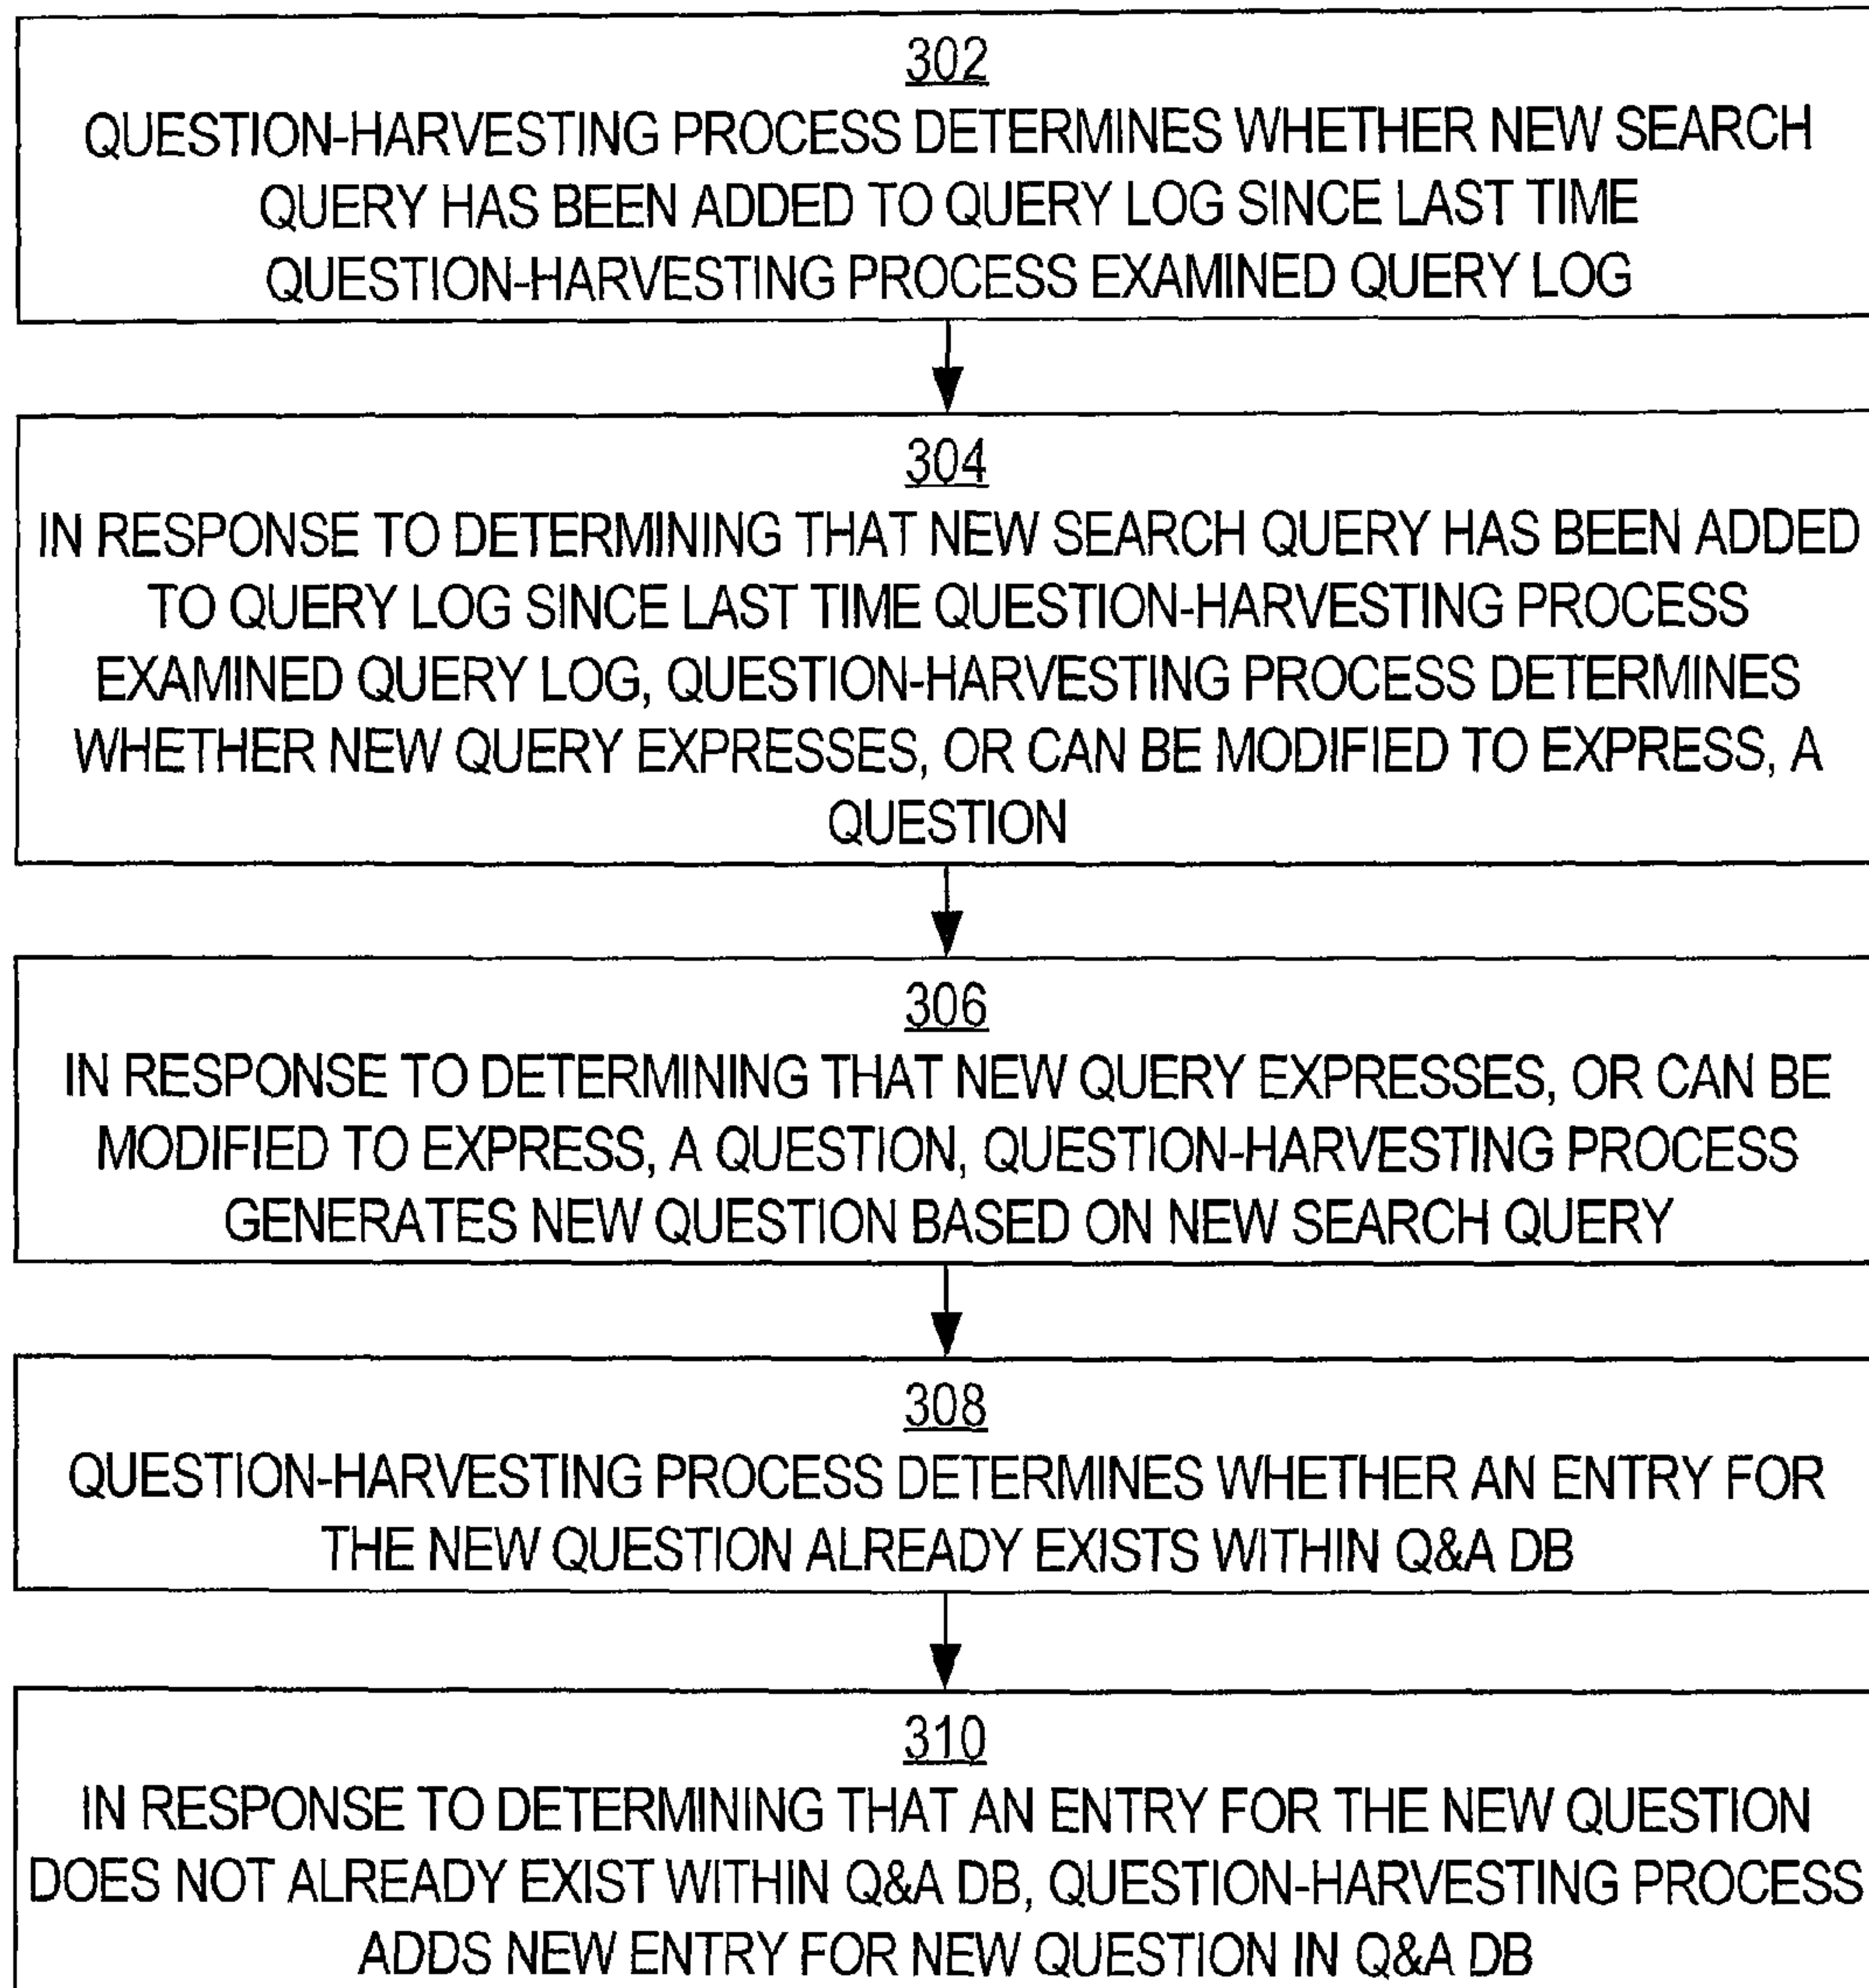 302
QUESTION-HARVESTING PROCESS DETERMINES WHETHER NEW SEARCH
QUERY HAS BEEN ADDED TO QUERY LOG SINCE LAST TIME
QUESTION-HARVESTING PROCESS EXAMINED QUERY LOG
304
IN RESPONSE TO DETERMINING THAT NEW SEARCH QUERY HAS BEEN ADDED
TO QUERY LOG SINCE LAST TIME QUESTION-HARVESTING PROCESS
EXAMINED QUERY LOG, QUESTION-HARVESTING PROCESS DETERMINES
WHETHER NEW QUERY EXPRESSES, OR CAN BE MODIFIED TO EXPRESS, A
QUESTION
306
IN RESPONSE TO DETERMINING THAT NEW QUERY EXPRESSES, OR CAN BE
MODIFIED TO EXPRESS, A QUESTION, QUESTION-HARVESTING PROCESS
GENERATES NEW QUESTION BASED ON NEW SEARCH QUERY
308
QUESTION-HARVESTING PROCESS DETERMINES WHETHER AN ENTRY FOR
THE NEW QUESTION ALREADY EXISTS WITHIN Q&A DB
310
IN RESPONSE TO DETERMINING THAT AN ENTRY FOR THE NEW QUESTION
DOES NOT ALREADY EXIST WITHIN Q&A DB, QUESTION-HARVESTING PROCESS
ADDS NEW ENTRY FOR NEW QUESTION IN Q&A DB